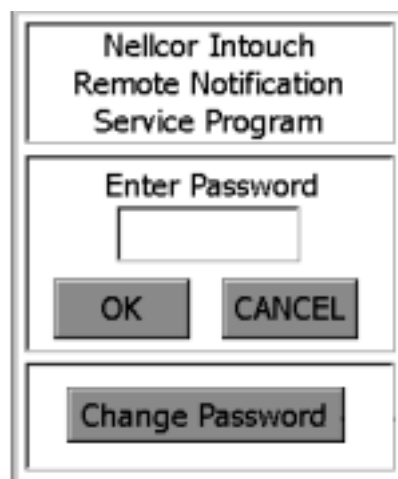 Nellcor Intouch
Remote Notification
Service Program
Enter Password
OK CANCEL
Change Password